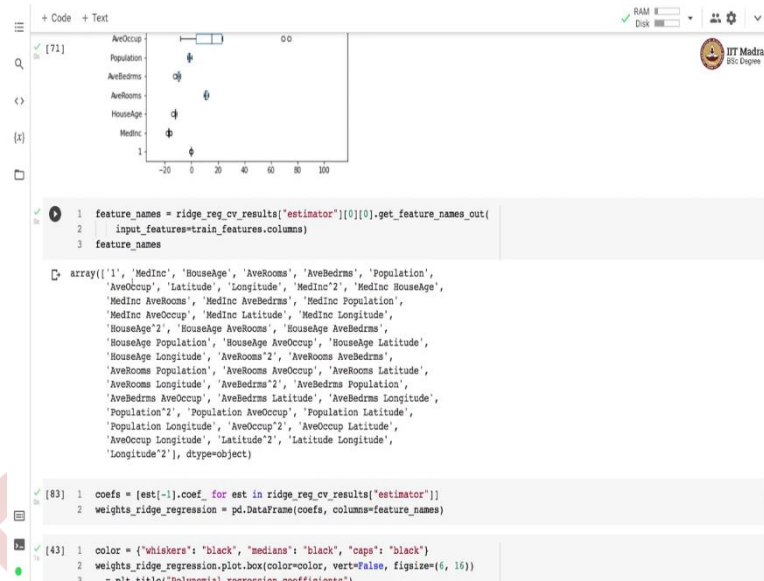 + Code + Text
RAM
Disk
IIT Madra
BSc Degree
[71]
AveOccup
Population
AveBedrms
AveRooms
HouseAge
MedInc
1
-20 0 20 40 60 80 100
{x}
1 feature_names = ridge_reg_cv_results["estimator"][0][0].get_feature_names_out(
2 input_features=train_features.columns)
3 feature_names
array(['1', 'MedInc', 'HouseAge', 'AveRooms', 'AveBedrms', 'Population',
'AveOccup', 'Latitude', 'Longitude', 'MedInc^2', 'MedInc HouseAge',
'MedInc AveRooms', 'MedInc AveBedrms', 'MedInc Population',
'MedInc AveOccup', 'MedInc Latitude', 'MedInc Longitude',
'HouseAge^2', 'HouseAge AveRooms', 'HouseAge AveBedrms',
'HouseAge Population', 'HouseAge AveOccup', 'HouseAge Latitude',
'HouseAge Longitude', 'AveRooms^2', 'AveRooms AveBedrms',
'AveRooms Population', 'AveRooms AveOccup', 'AveRooms Latitude',
'AveRooms Longitude', 'AveBedrms^2', 'AveBedrms Population',
'AveBedrms AveOccup', 'AveBedrms Latitude', 'AveBedrms Longitude',
'Population^2', 'Population AveOccup', 'Population Latitude',
'Population Longitude', 'AveOccup^2', 'AveOccup Latitude',
'AveOccup Longitude', 'Latitude^2', 'Latitude Longitude',
'Longitude^2'], dtype=object)
[83] 1 coefs = [est[-1].coef_ for est in ridge_reg_cv_results["estimator"]]
2 weights_ridge_regression = pd.DataFrame(coefs, columns=feature_names)
[43] 1 color = {"whiskers": "black", "medians": "black", "caps": "black"}
2 weights_ridge_regression.plot.box(color=color, vert=False, figsize=(6, 16))
3 _ = plt.title("Polynomial regression coefficients")